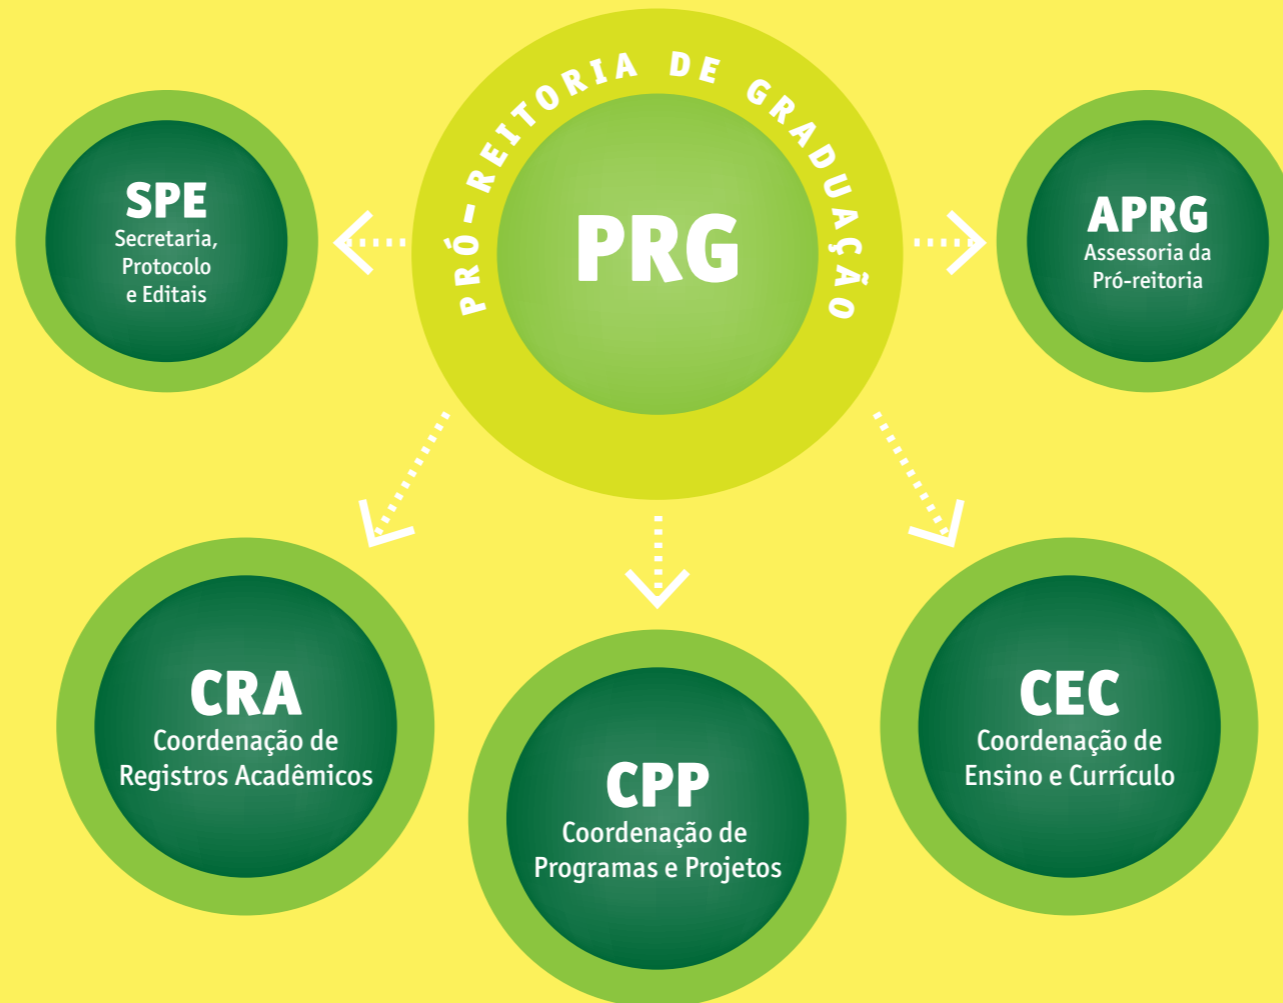 PRÓ-REITORIA DE GRADUAÇÃO
PRG
SPE
Secretaria,
Protocolo
e Editais
APRG
Assessoria da
Pró-reitoria
CRA
Coordenação de
Registros Acadêmicos
CPP
Coordenação de
Programas e Projetos
CEC
Coordenação de
Ensino e Currículo